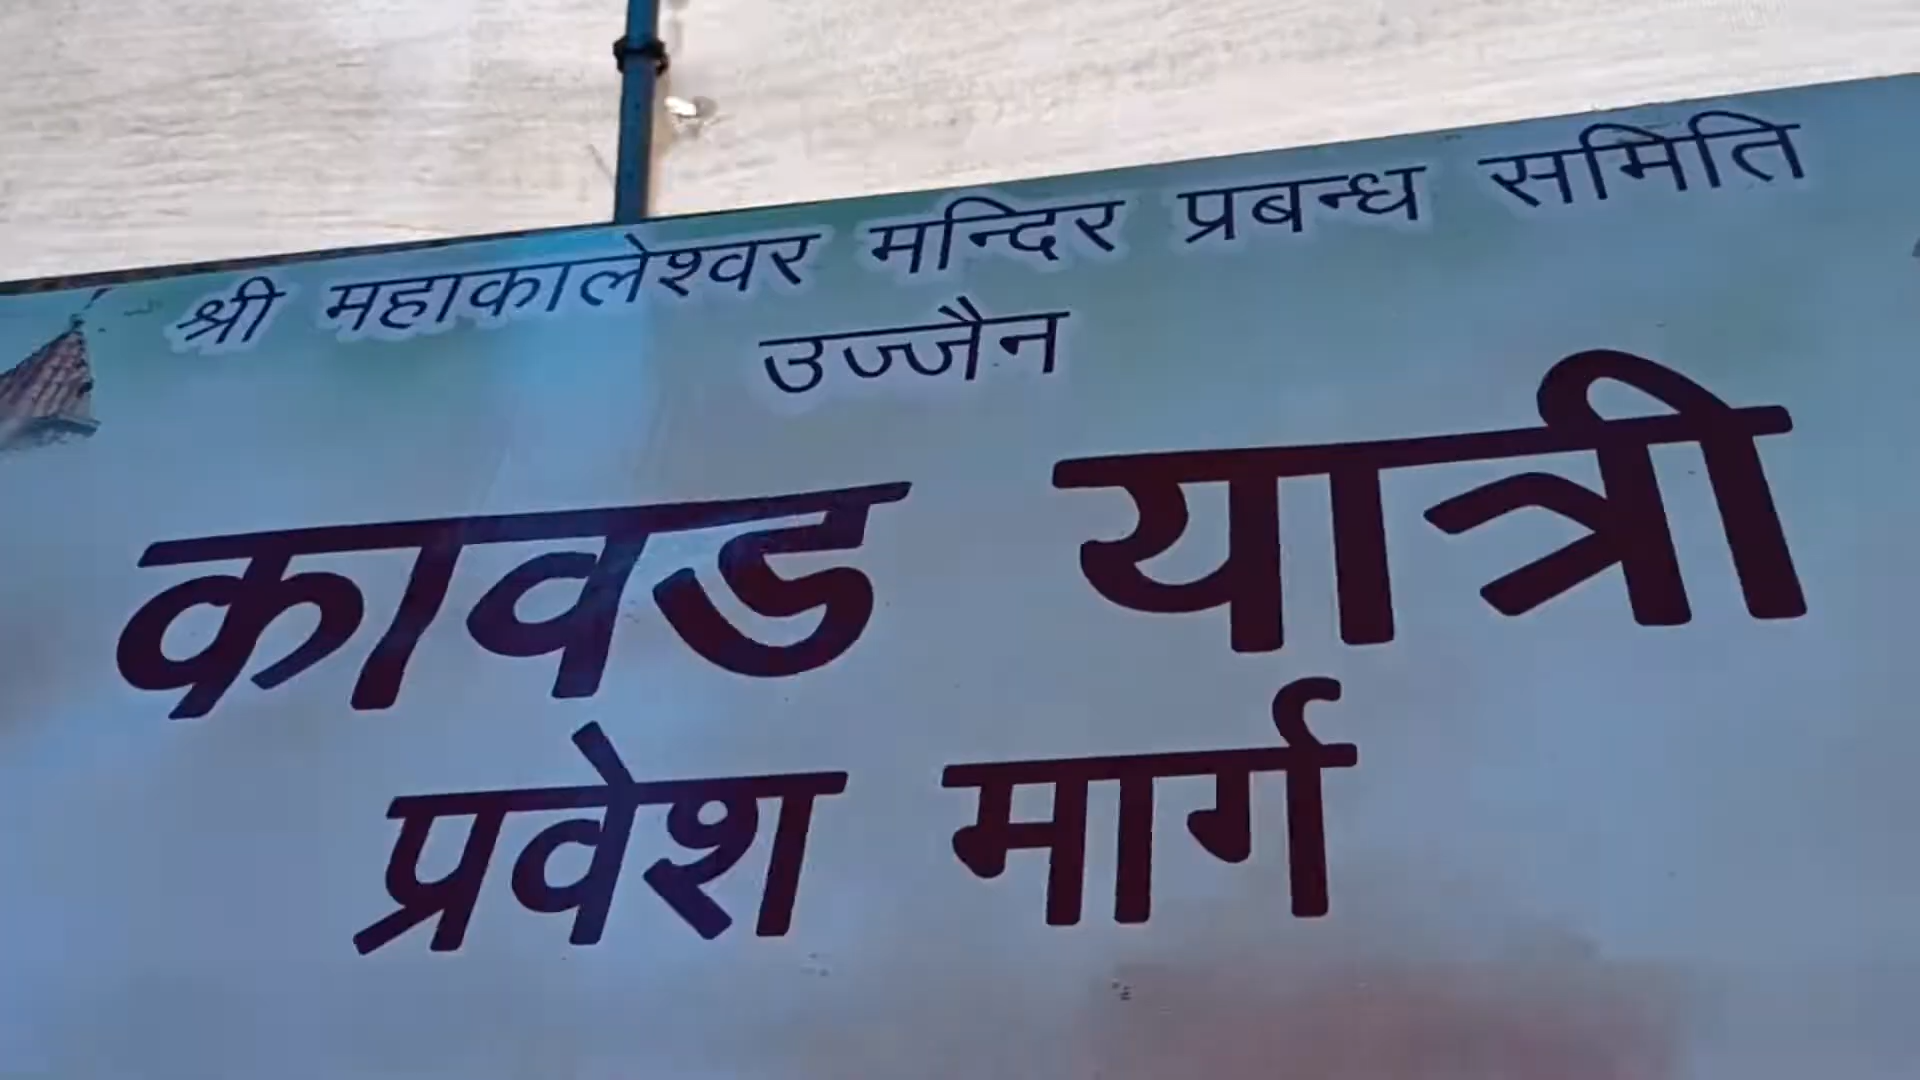 श्री महाकालेश्वर मन्दिर प्रबन्ध समिति
उज्जैन
कावड यात्री
प्रवेश मार्ग